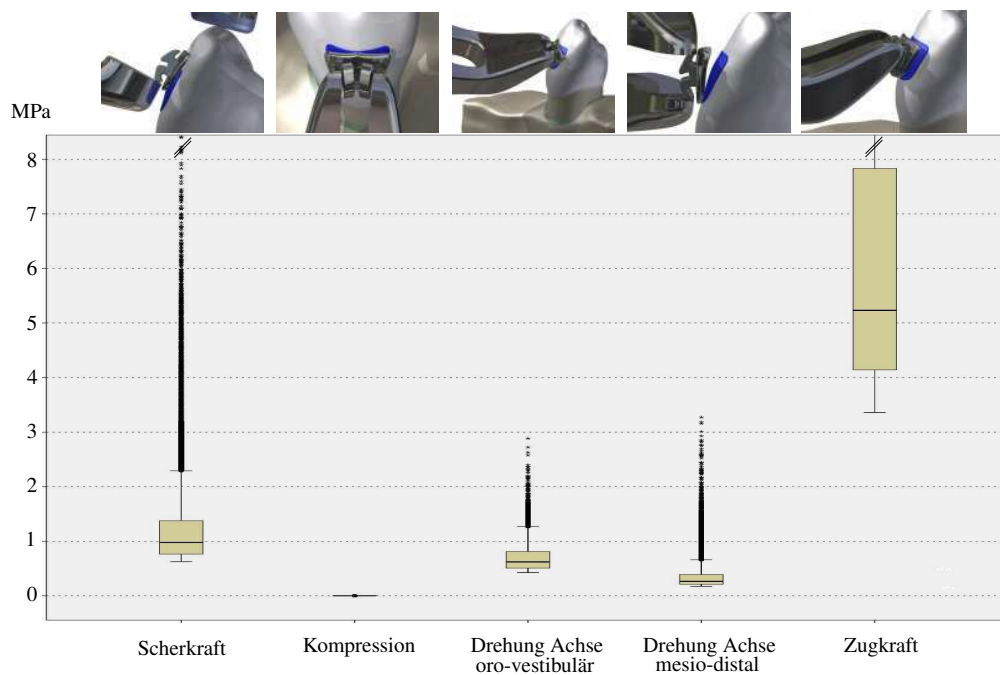 MPa
8
7
6
5
4
3
2
1
0
Scherkraft
Kompression
Drehung Achse
oro-vestibulär
Drehung Achse
mesio-distal
Zugkraft